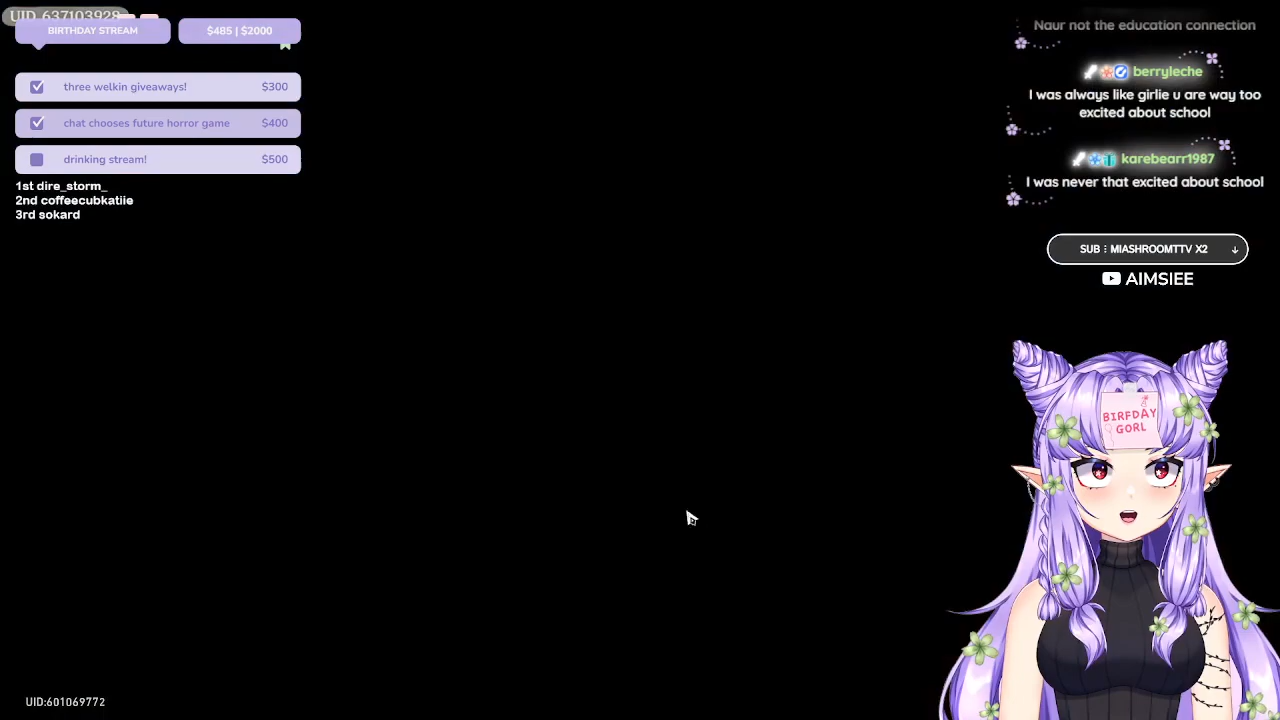 UID 637103928
BIRTHDAY STREAM
$485 | $2000
three welkin giveaways! $300
chat chooses future horror game $400
drinking stream! $500
1st dire_storm_
2nd coffeecubkatiie
3rd sokard
Naur not the education connection
berryleche
I was always like girlie u are way too
excited about school
karebearr1987
I was never that excited about school
SUB : MIASHROOMTTV X2
AIMSIEE
BIRFDAY
GORL
UID:601069772